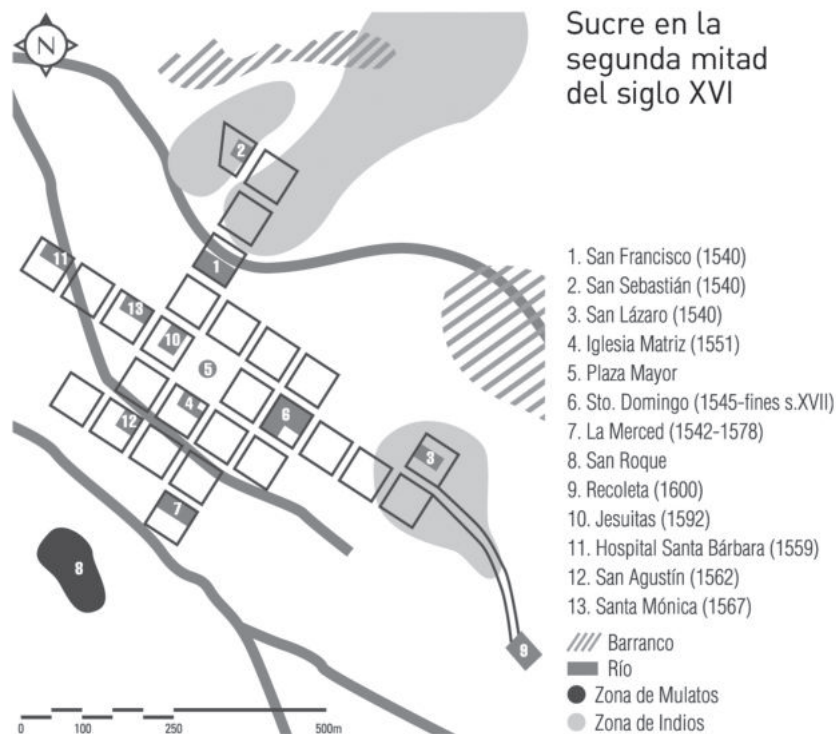 Sucre en la
segunda mitad
del siglo XVI
N
2
1
11
13
10
5
4
6
12
3
7
8
9
1. San Francisco (1540)
2. San Sebastián (1540)
3. San Lázaro (1540)
4. Iglesia Matriz (1551)
5. Plaza Mayor
6. Sto. Domingo (1545-fines s.XVII)
7. La Merced (1542-1578)
8. San Roque
9. Recoleta (1600)
10. Jesuitas (1592)
11. Hospital Santa Bárbara (1559)
12. San Agustín (1562)
13. Santa Mónica (1567)
Barranco
Río
Zona de Mulatos
Zona de Indios
0 100 250 500m